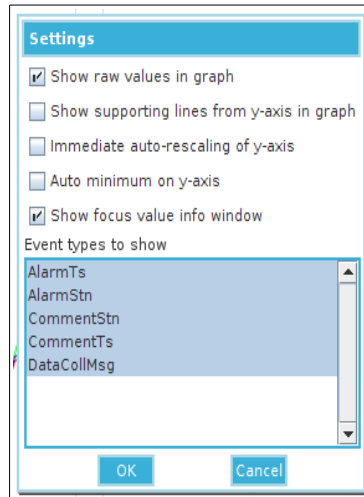 Settings
Show raw values in graph
Show supporting lines from y-axis in graph
Immediate auto-rescaling of y-axis
Auto minimum on y-axis
Show focus value info window
Event types to show
AlarmTs
AlarmStn
CommentStn
CommentTs
DataCollMsg
OK Cancel